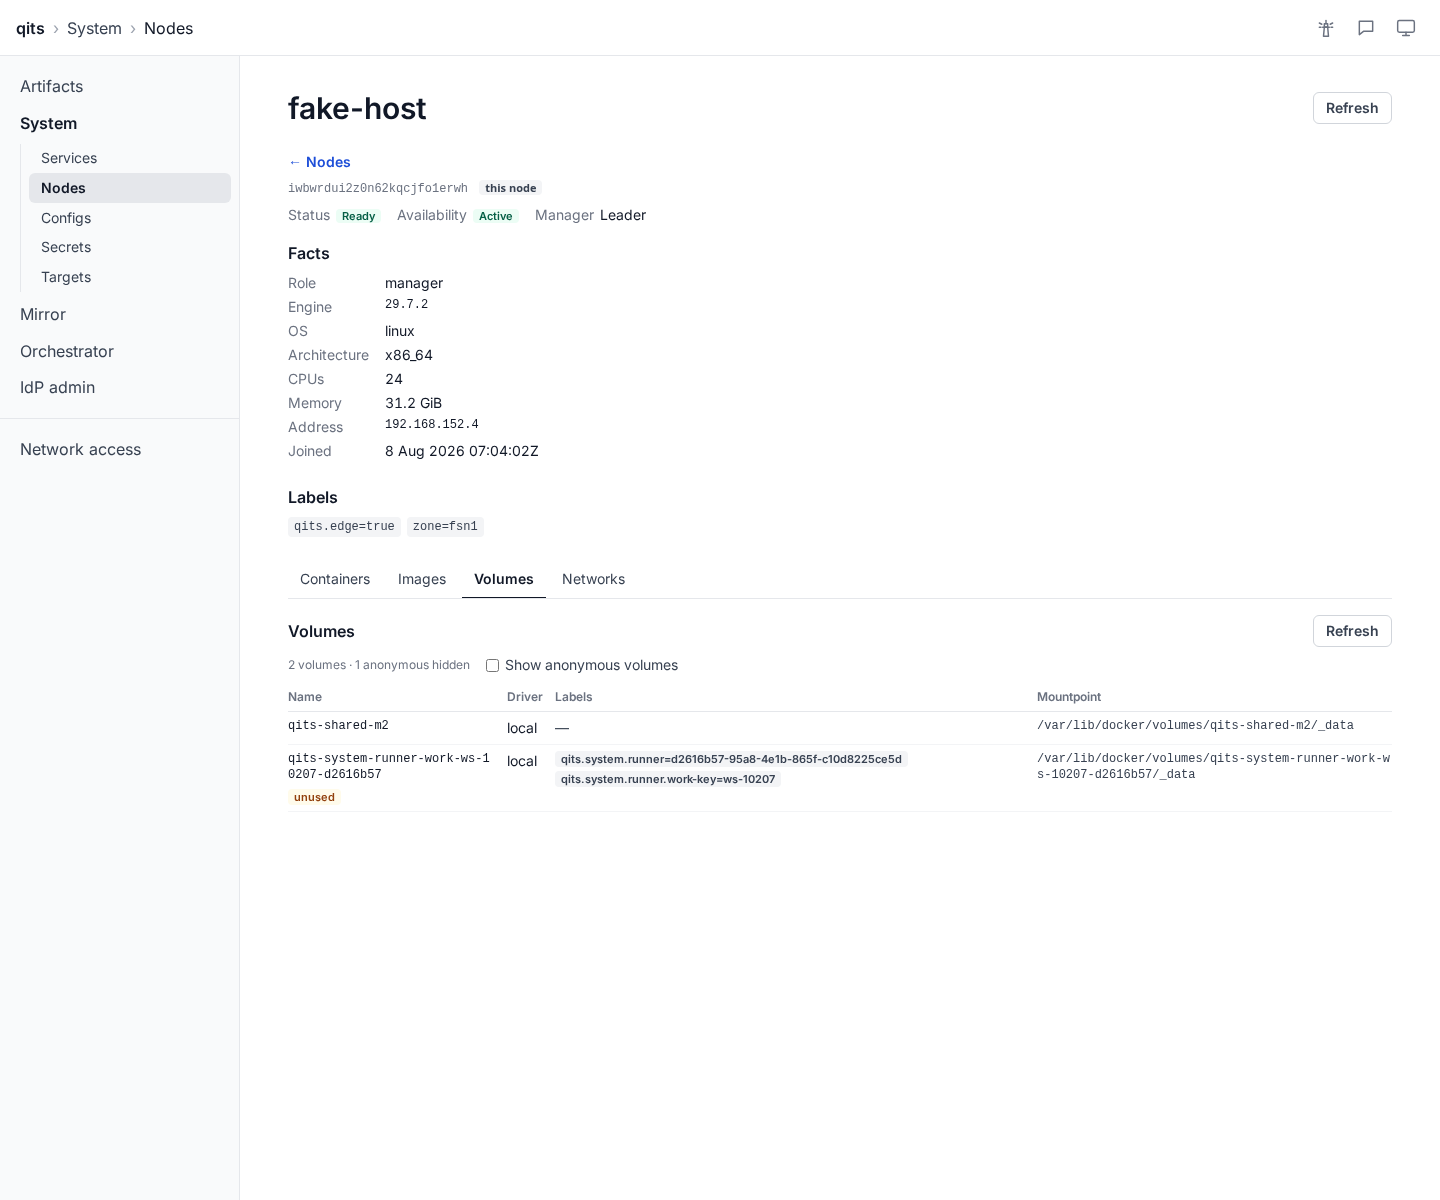 qits › System › Nodes
Artifacts
System
Services
Nodes
Configs
Secrets
Targets
Mirror
Orchestrator
IdP admin
Network access
fake-host
Refresh
← Nodes
iwbwrdui2z0n62kqcjfo1erwh this node
Status Ready Availability Active Manager Leader
Facts
Role manager
Engine 29.7.2
OS linux
Architecture x86_64
CPUs 24
Memory 31.2 GiB
Address 192.168.152.4
Joined 8 Aug 2026 07:04:02Z
Labels
qits.edge=true zone=fsn1
Containers Images Volumes Networks
Volumes
Refresh
2 volumes · 1 anonymous hidden Show anonymous volumes
Name Driver Labels Mountpoint
qits-shared-m2 local — /var/lib/docker/volumes/qits-shared-m2/_data
qits-system-runner-work-ws-1 local qits.system.runner=d2616b57-95a8-4e1b-865f-c10d8225ce5d /var/lib/docker/volumes/qits-system-runner-work-w
0207-d2616b57 qits.system.runner.work-key=ws-10207 s-10207-d2616b57/_data
unused